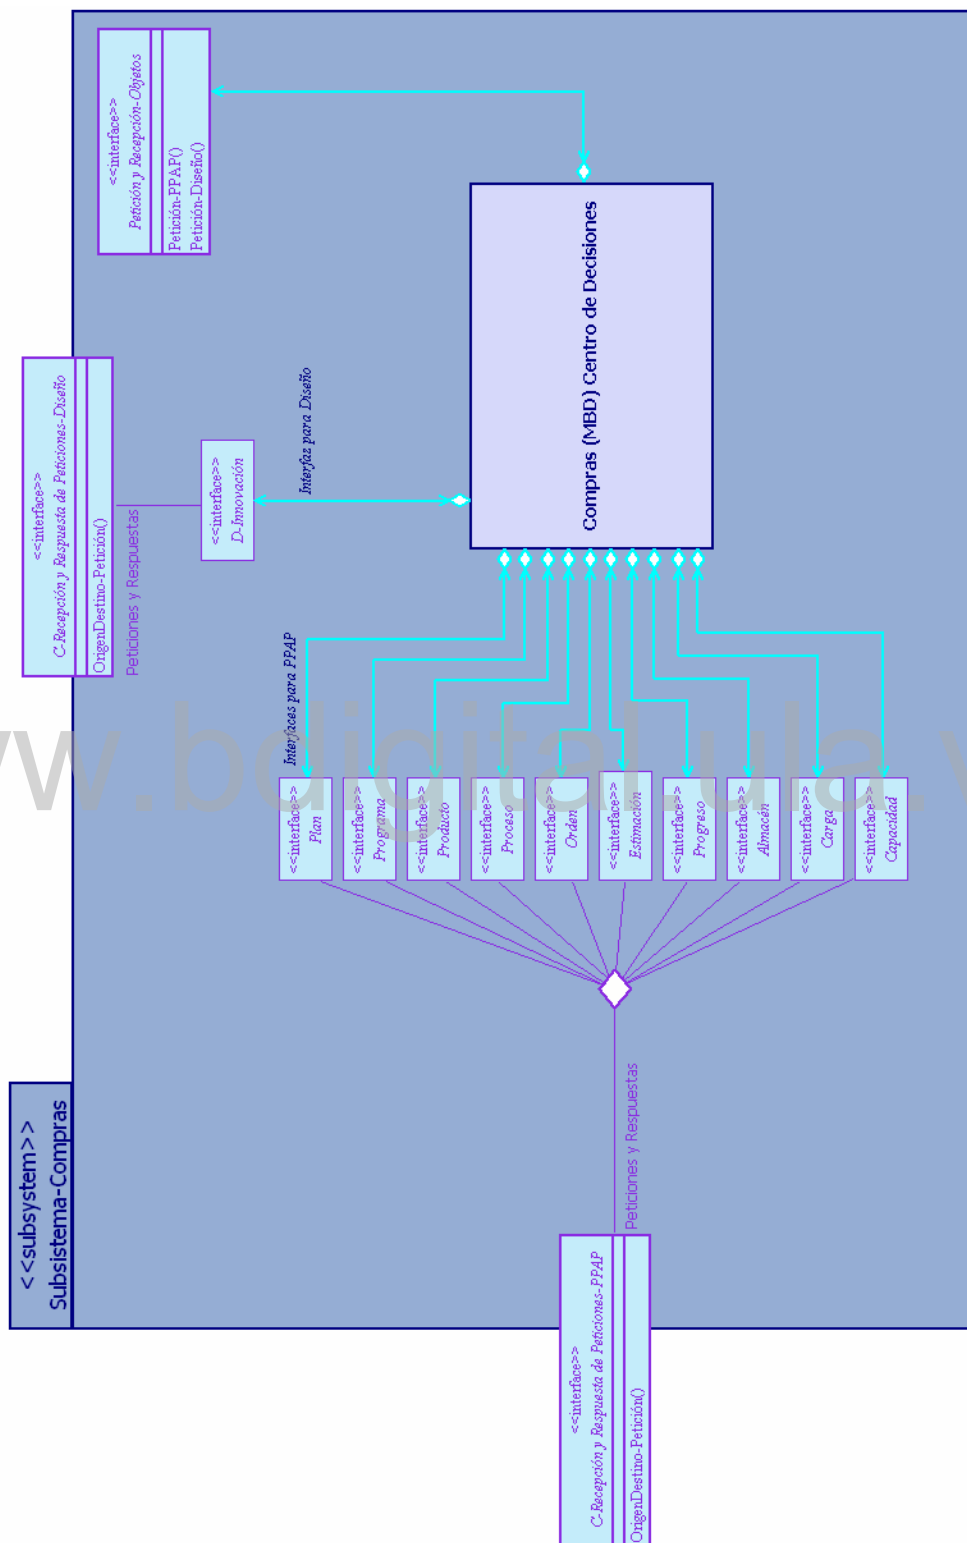 <<subsystem>>
Subsistema-Compras
<<interface>>
C-Recepción y Respuesta de Peticiones-PPAP
OrigenDestino-Petición()
Peticiones y Respuestas
<<interface>>
C-Recepción y Respuesta de Peticiones-Diseño
OrigenDestino-Petición()
Peticiones y Respuestas
<<interface>>
Petición y Recepción-Objetos
Petición-PPAP()
Petición-Diseño()
<<interface>>
D-Innovación
Interfaz para Diseño
Interfaces para PPAP
<<interface>>
Plan
<<interface>>
Programa
<<interface>>
Producto
<<interface>>
Proceso
<<interface>>
Orden
<<interface>>
Estimación
<<interface>>
Progreso
<<interface>>
Almacén
<<interface>>
Carga
<<interface>>
Capacidad
Compras (MBD) Centro de Decisiones
w.bdigital.ula.v